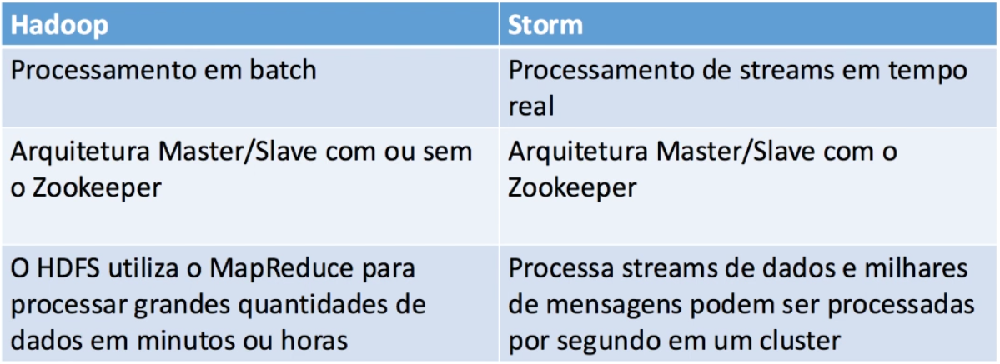 Hadoop
Storm
Processamento em batch
Processamento de streams em tempo
real
Arquitetura Master/Slave com ou sem
o Zookeeper
Arquitetura Master/Slave com o
Zookeeper
O HDFS utiliza o MapReduce para
processar grandes quantidades de
dados em minutos ou horas
Processa streams de dados e milhares
de mensagens podem ser processadas
por segundo em um cluster